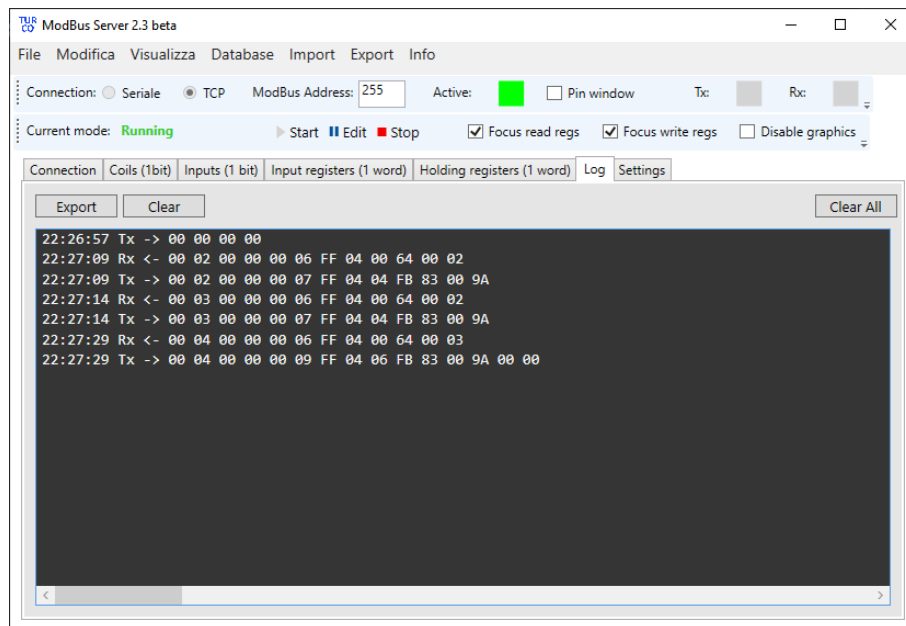 TUR CO ModBus Server 2.3 beta
File Modifica Visualizza Database Import Export Info
Connection: Seriale TCP ModBus Address: 255 Active: Pin window Tx: Rx:
Current mode: Running Start Edit Stop Focus read regs Focus write regs Disable graphics
Connection Coils (1bit) Inputs (1 bit) Input registers (1 word) Holding registers (1 word) Log Settings
Export Clear Clear All
22:26:57 Tx -> 00 00 00 00
22:27:09 Rx <- 00 02 00 00 00 06 FF 04 00 64 00 02
22:27:09 Tx -> 00 02 00 00 00 07 FF 04 04 FB 83 00 9A
22:27:14 Rx <- 00 03 00 00 00 06 FF 04 00 64 00 02
22:27:14 Tx -> 00 03 00 00 00 07 FF 04 04 FB 83 00 9A
22:27:29 Rx <- 00 04 00 00 00 06 FF 04 00 64 00 03
22:27:29 Tx -> 00 04 00 00 00 09 FF 04 06 FB 83 00 9A 00 00